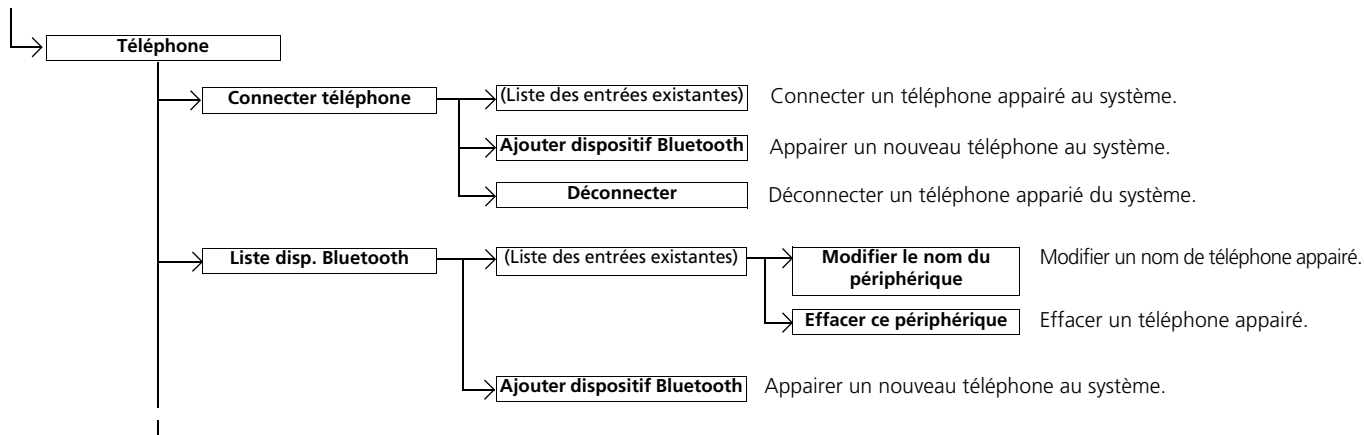 Téléphone
Connecter téléphone
(Liste des entrées existantes)
Connecter un téléphone appairé au système.
Ajouter dispositif Bluetooth
Appairer un nouveau téléphone au système.
Déconnecter
Déconnecter un téléphone apparié du système.
Liste disp. Bluetooth
(Liste des entrées existantes)
Modifier le nom du
périphérique
Modifier un nom de téléphone appairé.
Effacer ce périphérique
Effacer un téléphone appairé.
Ajouter dispositif Bluetooth
Appairer un nouveau téléphone au système.